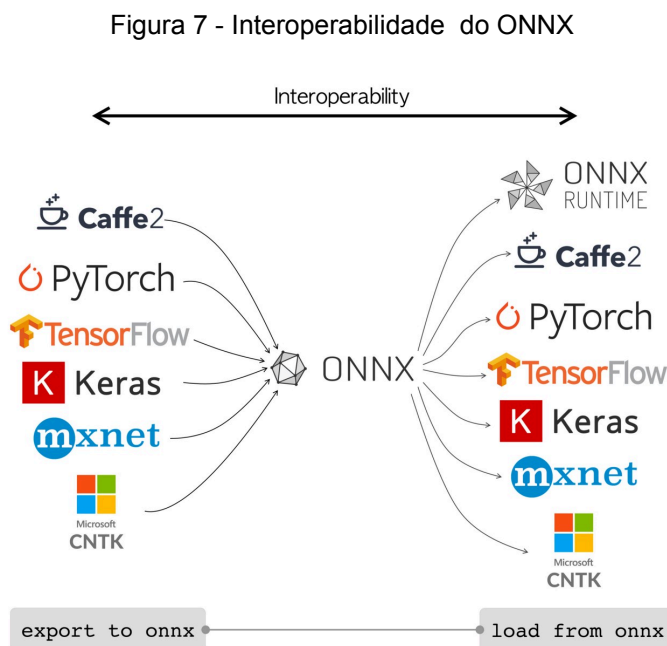 Figura 7 - Interoperabilidade do ONNX
Interoperability
Caffe2
PyTorch
TensorFlow
K Keras
mxnet
Microsoft
CNTK
ONNX
ONNX
RUNTIME
Caffe2
PyTorch
TensorFlow
K Keras
mxnet
Microsoft
CNTK
export to onnx
load from onnx